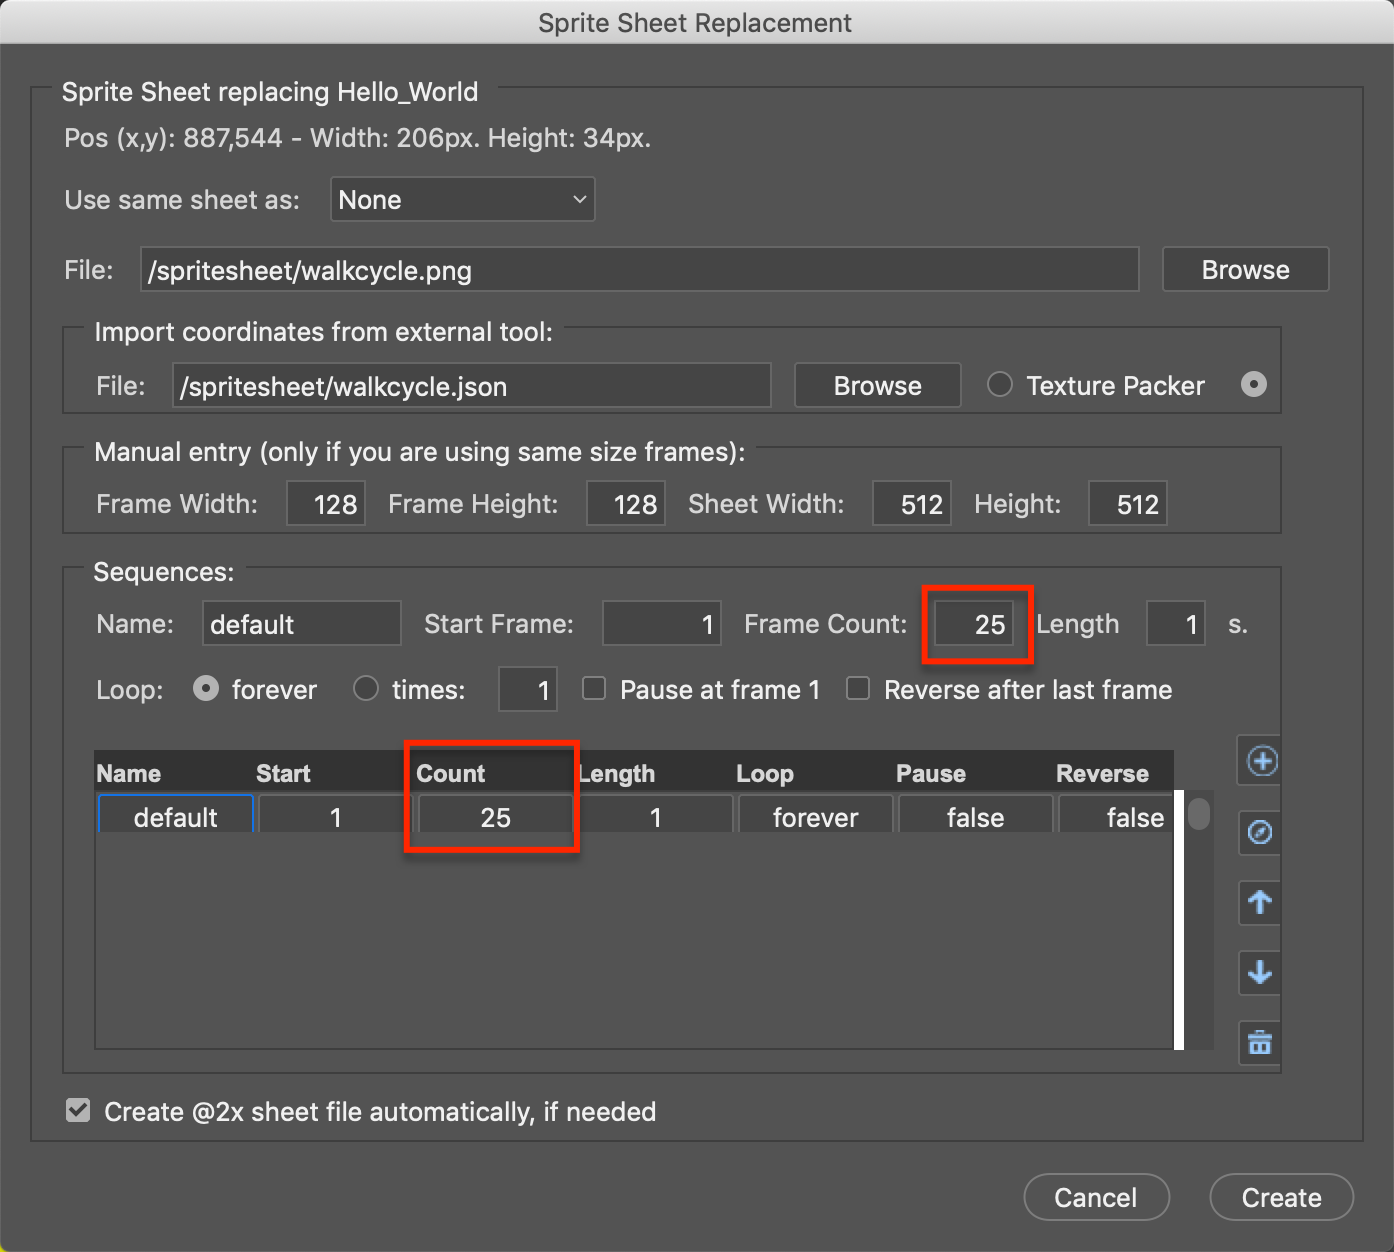 Sprite Sheet Replacement
Sprite Sheet replacing Hello_World
Pos (x,y): 887,544 - Width: 206px. Height: 34px.
Use same sheet as: None
File: /spritesheet/walkcycle.png Browse
Import coordinates from external tool:
File: /spritesheet/walkcycle.json Browse Texture Packer
Manual entry (only if you are using same size frames):
Frame Width: 128 Frame Height: 128 Sheet Width: 512 Height: 512
Sequences:
Name: default Start Frame: 1 Frame Count: 25 Length 1 s.
Loop: forever times: 1 Pause at frame 1 Reverse after last frame
Name Start Count Length Loop Pause Reverse
default 1 25 1 forever false false
Create @2x sheet file automatically, if needed
Cancel Create